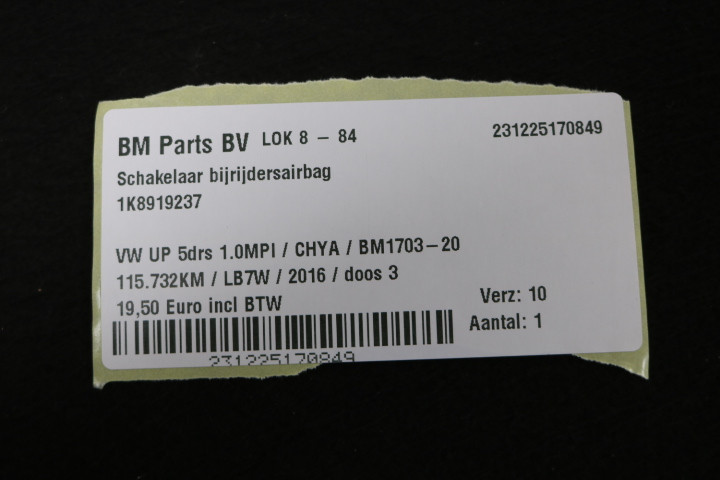 BM Parts BV LOK 8 – 84 231225170849
Schakelaar bijrijdersairbag
1K8919237
VW UP 5drs 1.0MPI / CHYA / BM1703–20
115.732KM / LB7W / 2016 / doos 3
19,50 Euro incl BTW
Verz: 10
Aantal: 1
231225170849